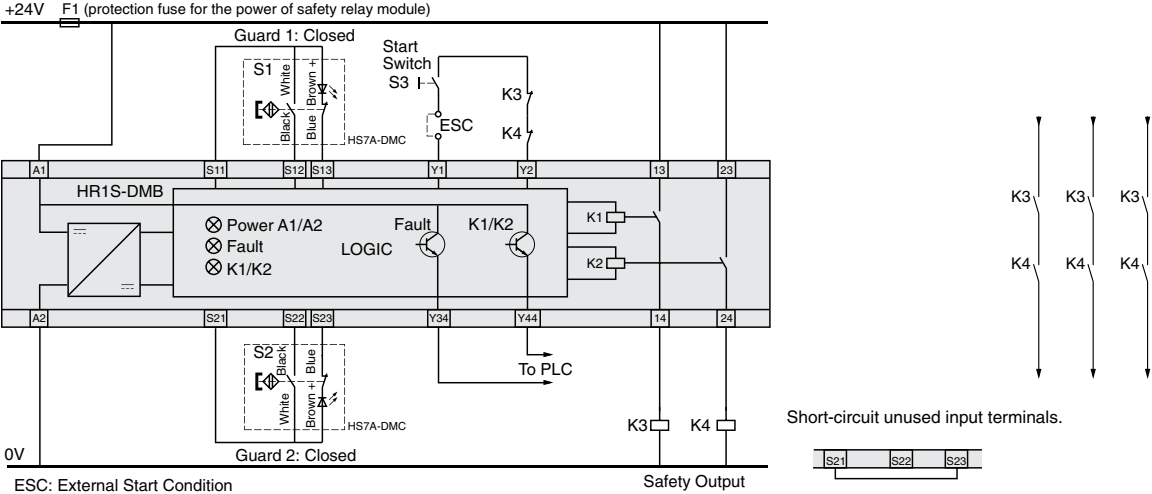 +24V F1 (protection fuse for the power of safety relay module)
Guard 1: Closed
S1
White
Brown +
Black
Blue
HS7A-DMC
Start
Switch
S3
ESC
K3
K4
A1 S11 S12 S13 Y1 Y2 13 23
HR1S-DMB
Power A1/A2
Fault
K1/K2
LOGIC
Fault
K1/K2
K1
K2
A2 S21 S22 S23 Y34 Y44 14 24
S2
Black
Blue
White
Brown +
HS7A-DMC
To PLC
K3 K4
0V
Guard 2: Closed
Safety Output
ESC: External Start Condition
K3 K3 K3
K4 K4 K4
Short-circuit unused input terminals.
S21 S22 S23